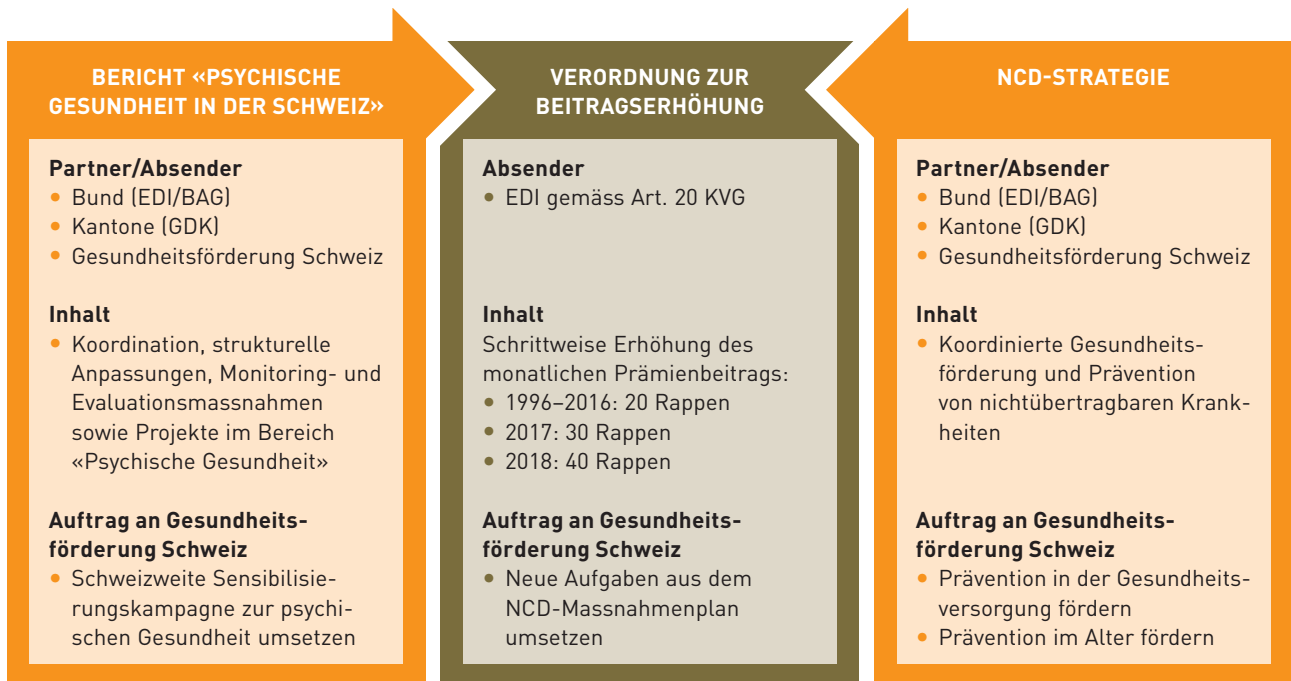 BERICHT «PSYCHISCHE
GESUNDHEIT IN DER SCHWEIZ»
Partner/Absender
• Bund (EDI/BAG)
• Kantone (GDK)
• Gesundheitsförderung Schweiz
Inhalt
• Koordination, strukturelle
Anpassungen, Monitoring- und
Evaluationsmassnahmen
sowie Projekte im Bereich
«Psychische Gesundheit»
Auftrag an Gesundheits-
förderung Schweiz
• Schweizweite Sensibilisie-
rungskampagne zur psychi-
schen Gesundheit umsetzen
VERORDNUNG ZUR
BEITRAGSERHÖHUNG
Absender
• EDI gemäss Art. 20 KVG
Inhalt
Schrittweise Erhöhung des
monatlichen Prämienbeitrags:
• 1996–2016: 20 Rappen
• 2017: 30 Rappen
• 2018: 40 Rappen
Auftrag an Gesundheits-
förderung Schweiz
• Neue Aufgaben aus dem
NCD-Massnahmenplan
umsetzen
NCD-STRATEGIE
Partner/Absender
• Bund (EDI/BAG)
• Kantone (GDK)
• Gesundheitsförderung Schweiz
Inhalt
• Koordinierte Gesundheits-
förderung und Prävention
von nichtübertragbaren Krank-
heiten
Auftrag an Gesundheits-
förderung Schweiz
• Prävention in der Gesundheits-
versorgung fördern
• Prävention im Alter fördern